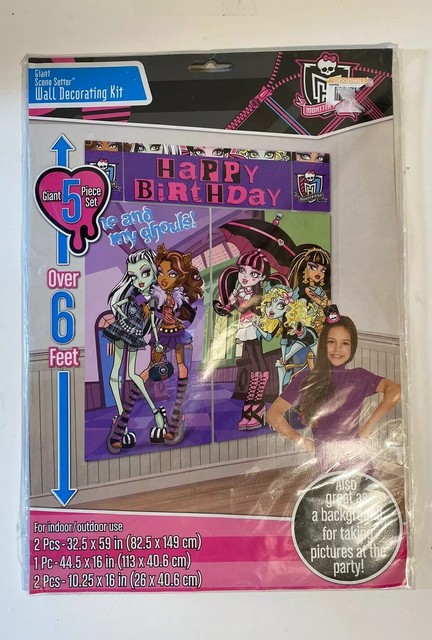 Giant
Scene Setter™
Wall Decorating Kit
GOODWILL
MONSTER
Giant 5 Piece Set
Over
6
Feet
HaPPY
BiRTHDaY
me and
my ghouls!
For indoor/outdoor use
2 Pcs - 32.5 x 59 in (82.5 x 149 cm)
1 Pc - 44.5 x 16 in (113 x 40.6 cm)
2 Pcs - 10.25 x 16 in (26 x 40.6 cm)
Also
great as
a background
for taking
pictures at the
party!